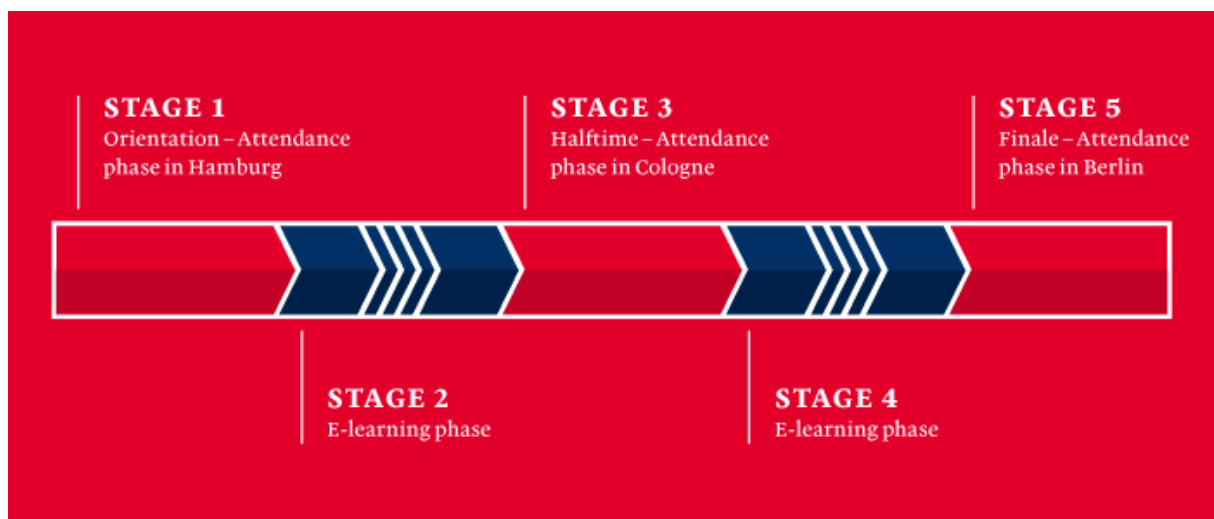 STAGE 1
Orientation – Attendance
phase in Hamburg
STAGE 3
Halftime – Attendance
phase in Cologne
STAGE 5
Finale – Attendance
phase in Berlin
STAGE 2
E-learning phase
STAGE 4
E-learning phase